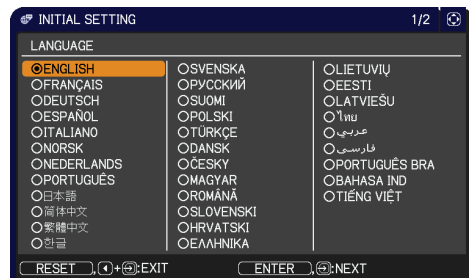 INITIAL SETTING 1/2
LANGUAGE
ENGLISH
FRANÇAIS
DEUTSCH
ESPAÑOL
ITALIANO
NORSK
NEDERLANDS
PORTUGUÊS
日本語
简体中文
繁體中文
한글
SVENSKA
РУССКИЙ
SUOMI
POLSKI
TÜRKÇE
DANSK
ČESKY
MAGYAR
ROMÂNĂ
SLOVENSKI
HRVATSKI
ΕΛΛΗΝΙΚΑ
LIETUVIŲ
EESTI
LATVIEŠU
ไทย
عربي
فارسی
PORTUGUÊS BRA
BAHASA IND
TIẾNG VIỆT
RESET ,+:EXIT ENTER ,:NEXT